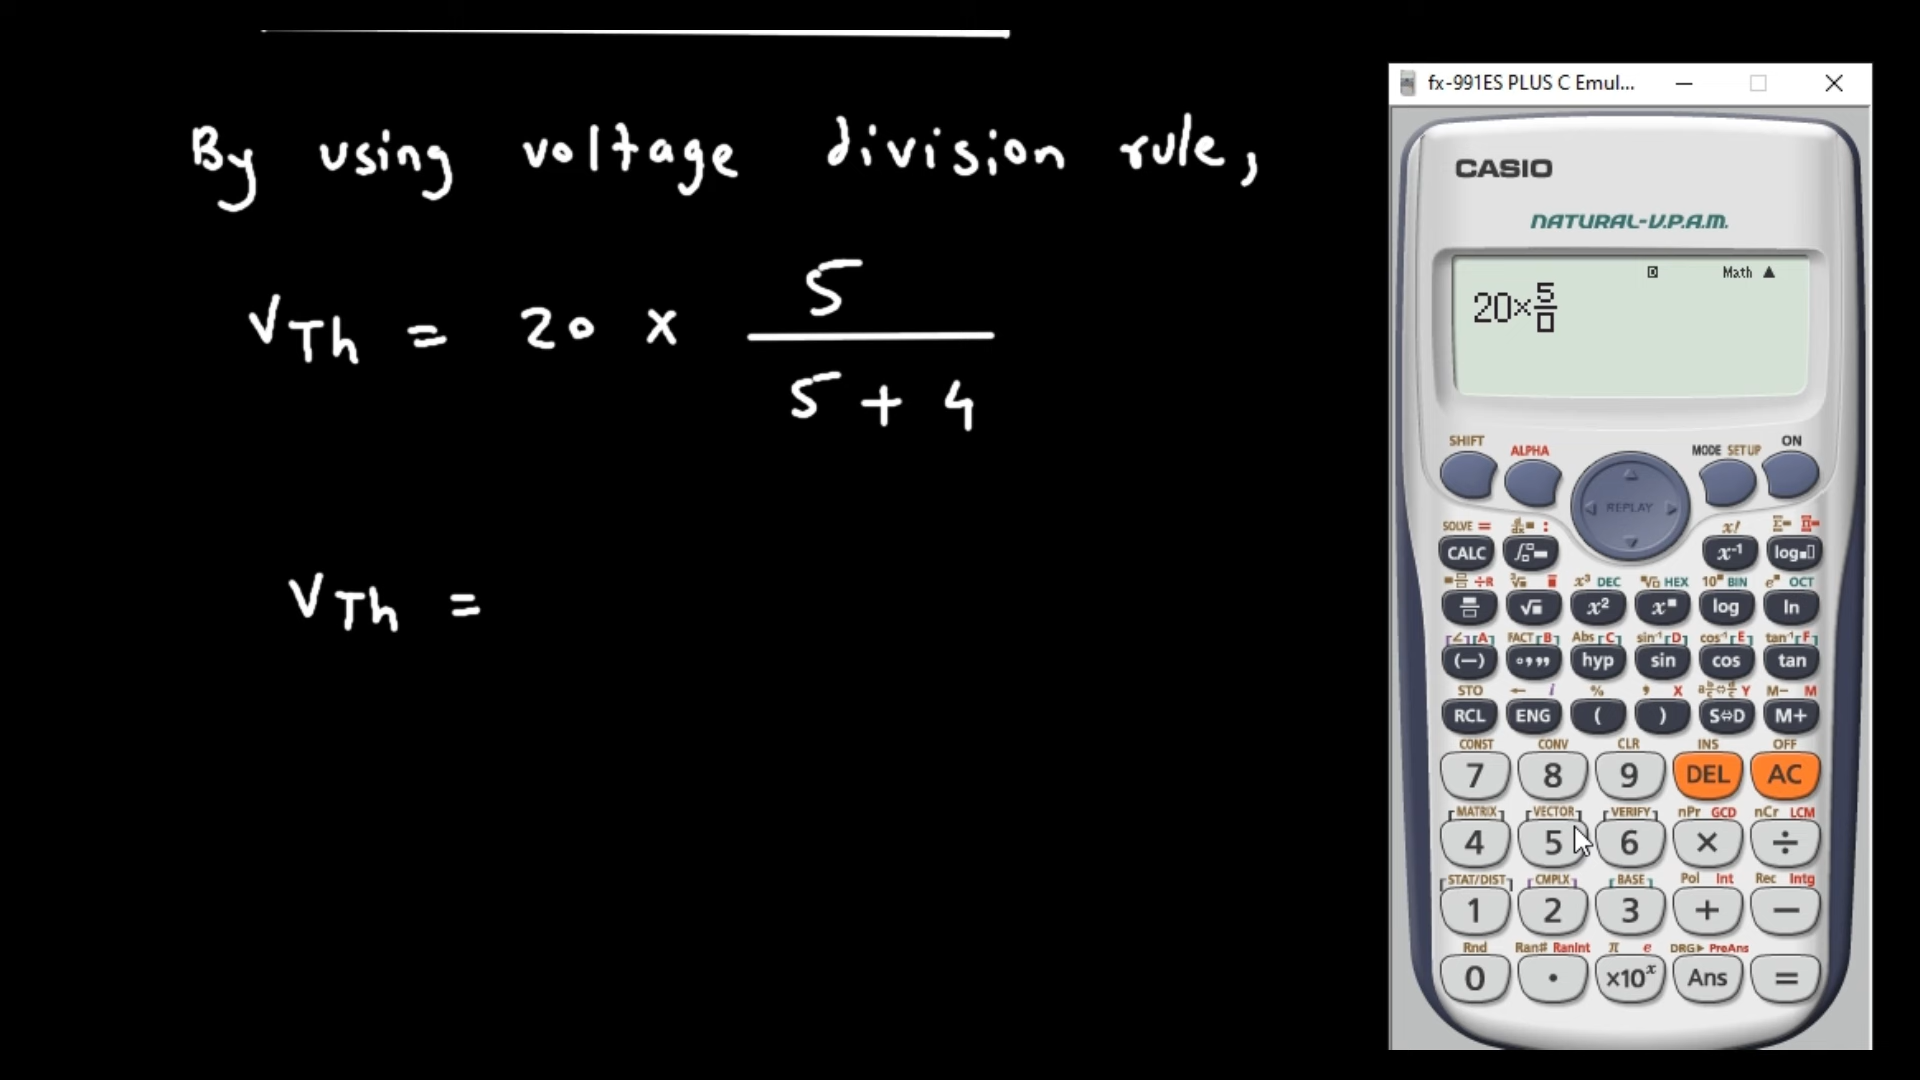 By using voltage division rule,
VTh = 20 x 5
5 + 4
VTh =
fx-991ES PLUS C Emul...
CASIO
NATURAL-V.P.A.M.
D Math ▲
20×5/□
SHIFT ALPHA MODE SETUP ON
REPLAY
SOLVE = d/dx : x! Σ Π
CALC ∫ x⁻¹ log
÷R ³√ x³ DEC √ HEX 10 BIN e OCT
√ x² x log ln
∠ A FACT B Abs C sin⁻¹ D cos⁻¹ E tan⁻¹ F
(−) °,,, hyp sin cos tan
STO ← i % , X Y M− M
RCL ENG ( ) S⇔D M+
CONST CONV CLR INS OFF
7 8 9 DEL AC
MATRIX VECTOR VERIFY nPr GCD nCr LCM
4 5 6 × ÷
STAT/DIST CMPLX BASE Pol Int Rec Intg
1 2 3 + −
Rnd Ran# RanInt π e DRG▶ PreAns
0 • ×10ˣ Ans =